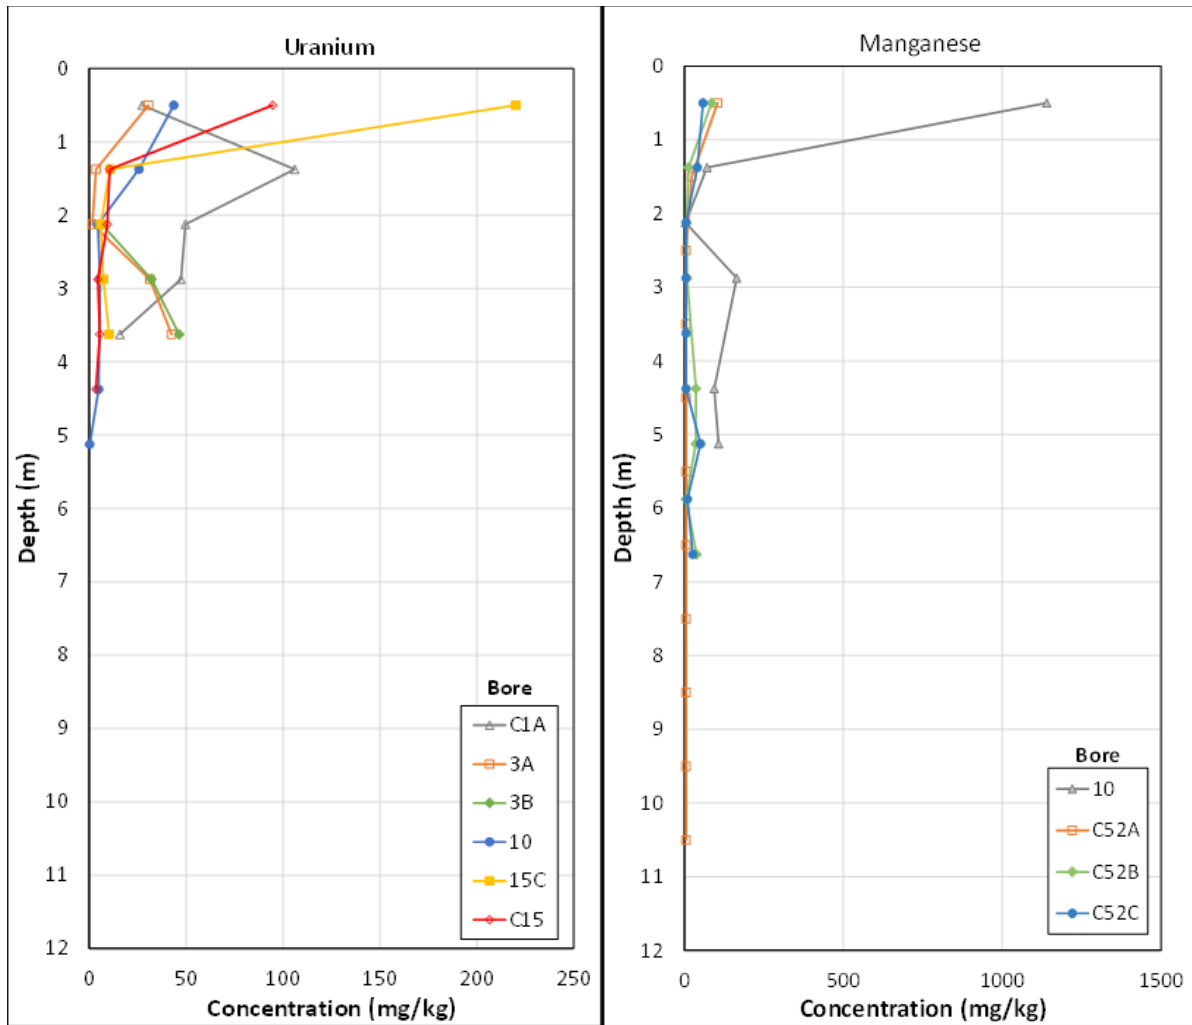 Uranium
0
1
2
3
4
5
6
7
8
9
10
11
12
Depth (m)
0
50
100
150
200
250
Concentration (mg/kg)
Bore
C1A
3A
3B
10
15C
C15
Manganese
0
1
2
3
4
5
6
7
8
9
10
11
12
Depth (m)
0
500
1000
1500
Concentration (mg/kg)
Bore
10
C52A
C52B
C52C